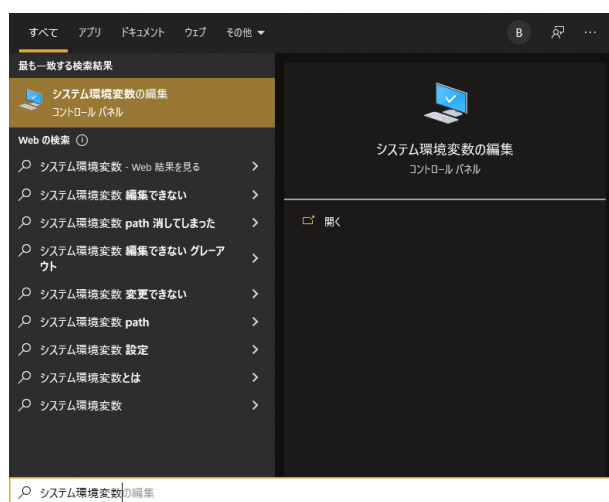 すべて アプリ ドキュメント ウェブ その他 B
最も一致する検索結果
システム環境変数の編集
コントロール パネル
Web の検索
システム環境変数 - Web 結果を見る
システム環境変数 編集できない
システム環境変数 path 消してしまった
システム環境変数 編集できない グレーア
ウト
システム環境変数 変更できない
システム環境変数 path
システム環境変数 設定
システム環境変数とは
システム環境変数
システム環境変数の編集
コントロール パネル
開く
システム環境変数の編集